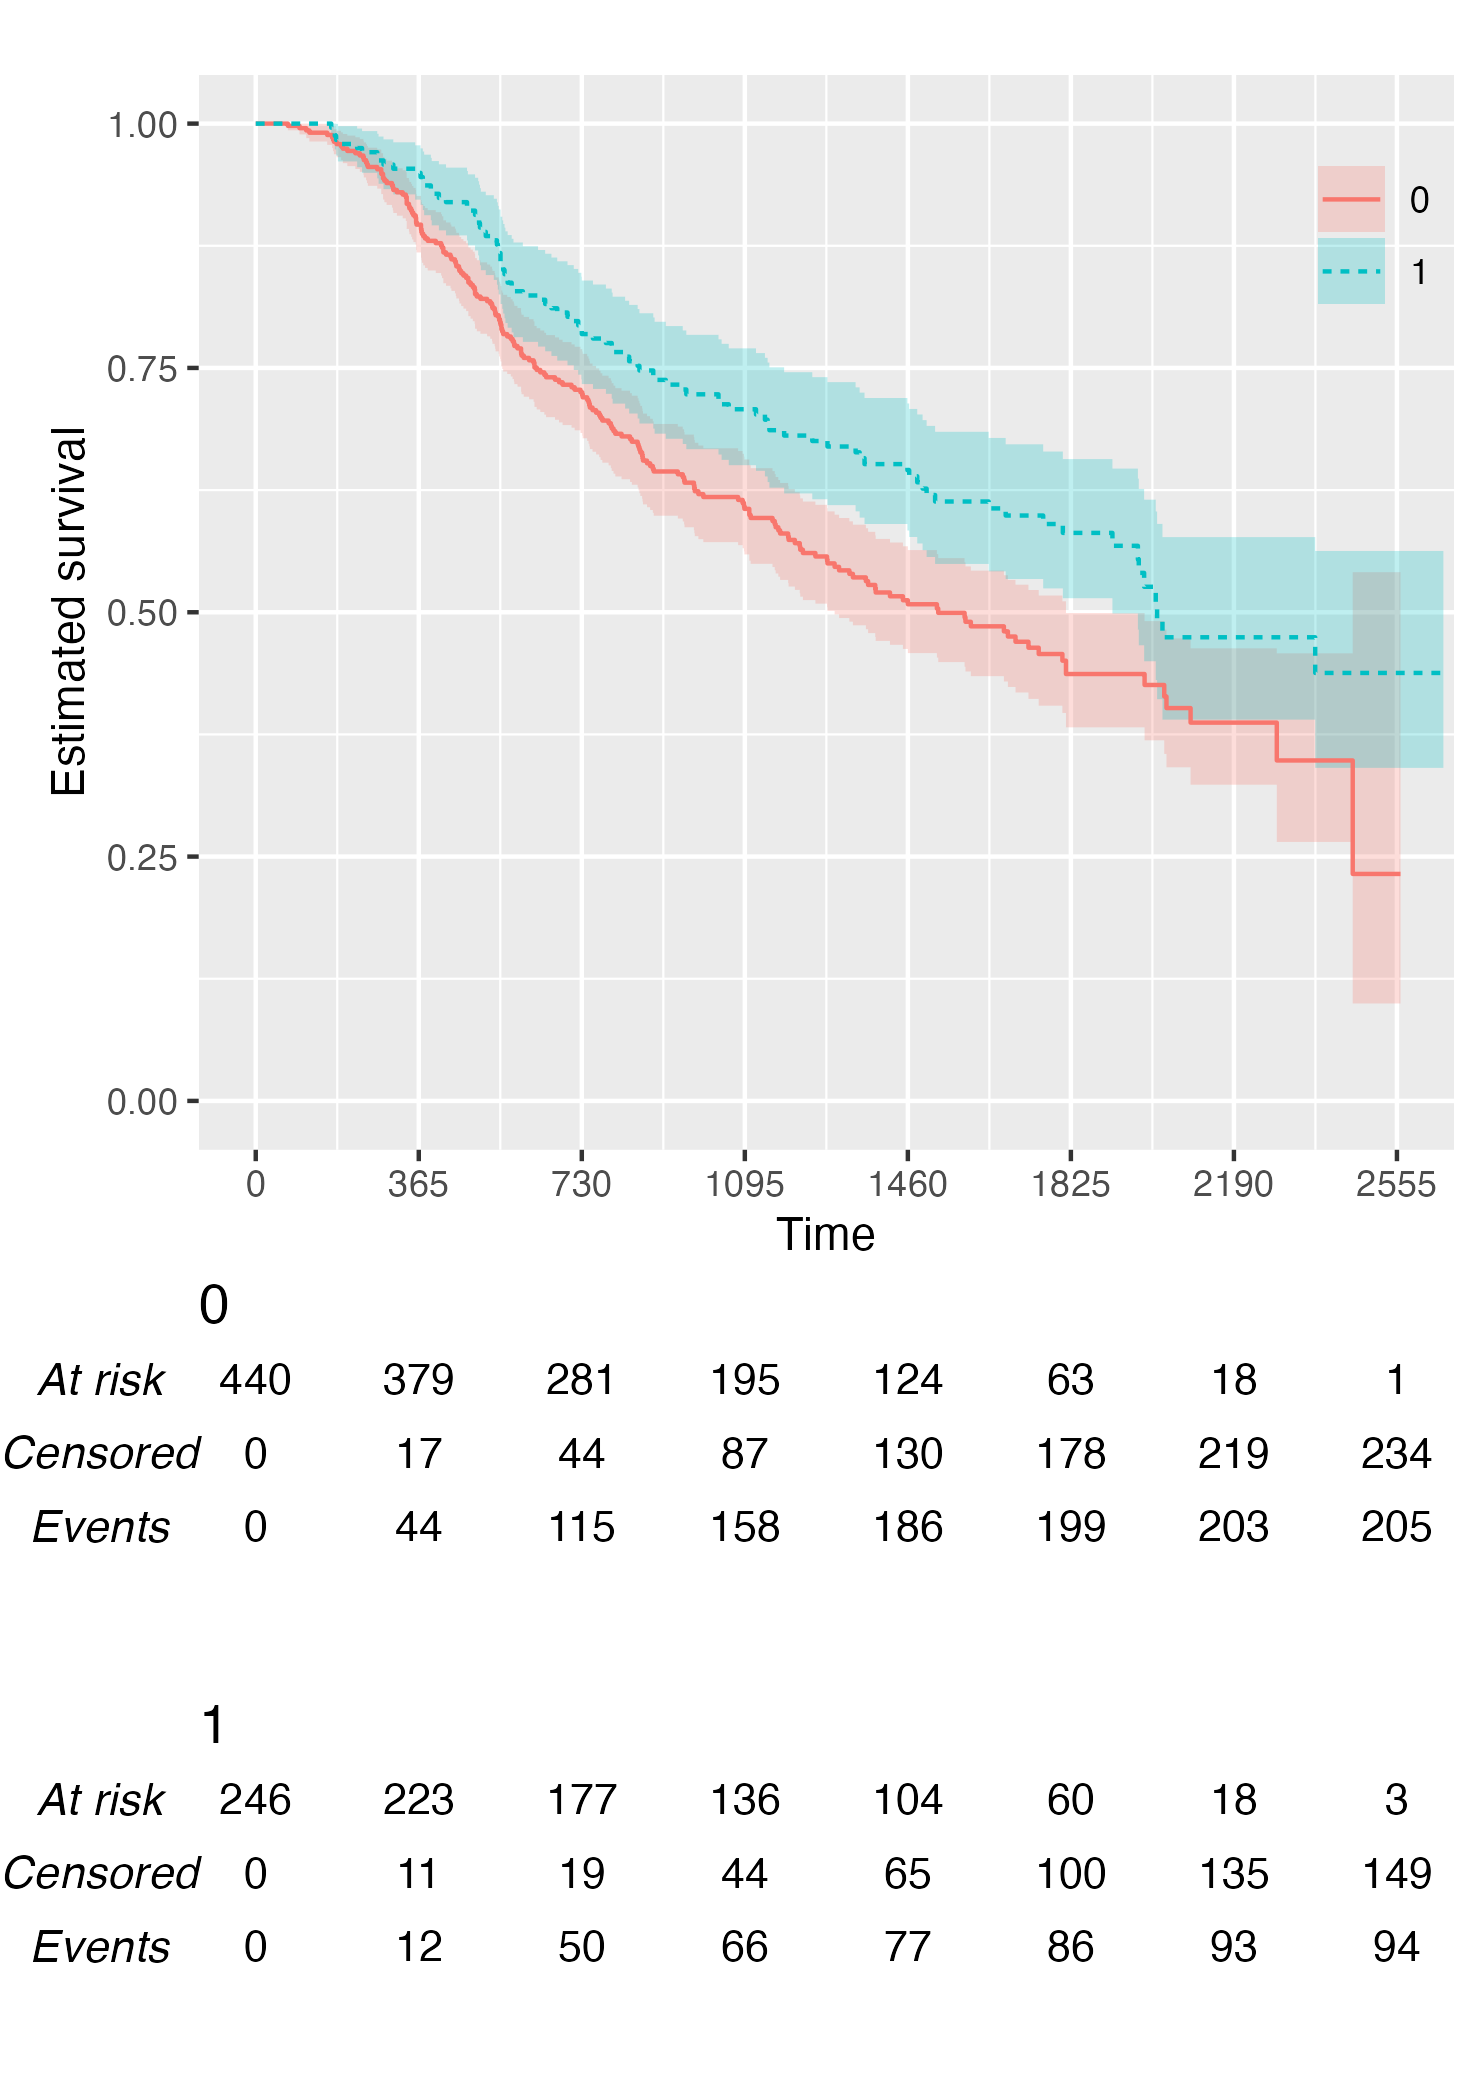 1.00
0.75
0.50
0.25
0.00
Estimated survival
0
1
0 365 730 1095 1460 1825 2190 2555
Time
0
At risk 440 379 281 195 124 63 18 1
Censored 0 17 44 87 130 178 219 234
Events 0 44 115 158 186 199 203 205
1
At risk 246 223 177 136 104 60 18 3
Censored 0 11 19 44 65 100 135 149
Events 0 12 50 66 77 86 93 94